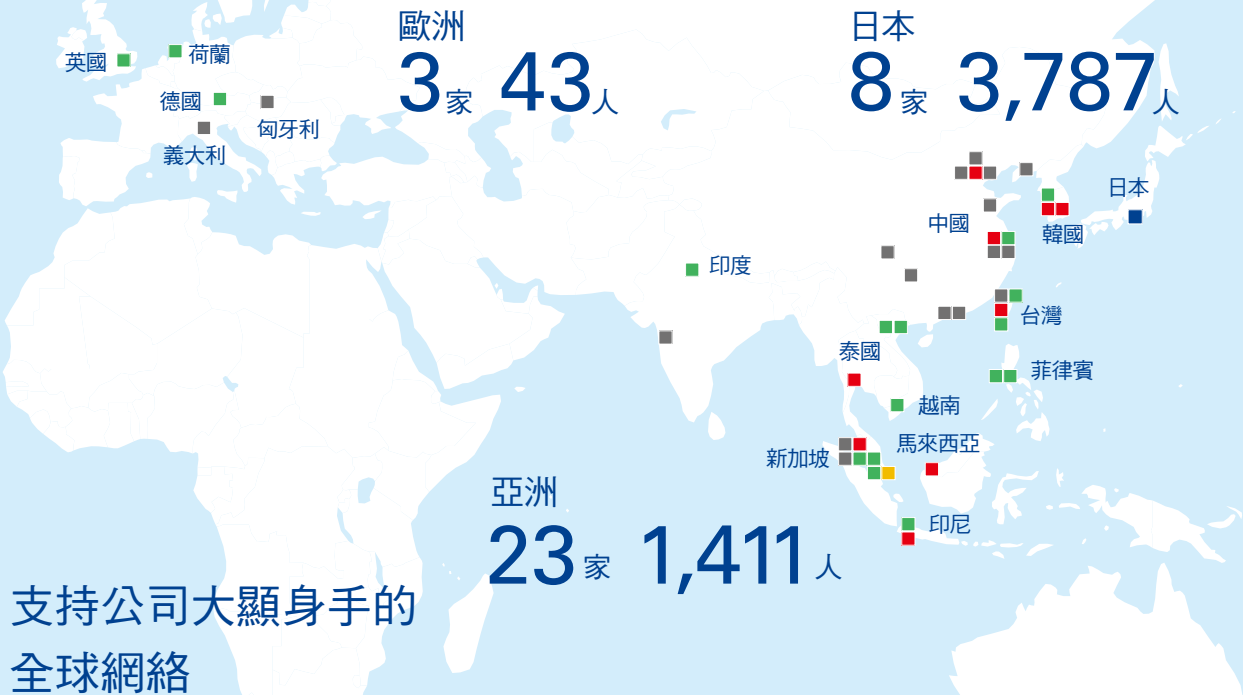 歐洲
3家 43人
日本
8家 3,787人
英國
荷蘭
德國
匈牙利
義大利
日本
中國
韓國
印度
台灣
泰國
菲律賓
越南
馬來西亞
新加坡
亞洲
23家 1,411人
印尼
支持公司大顯身手的
全球網絡